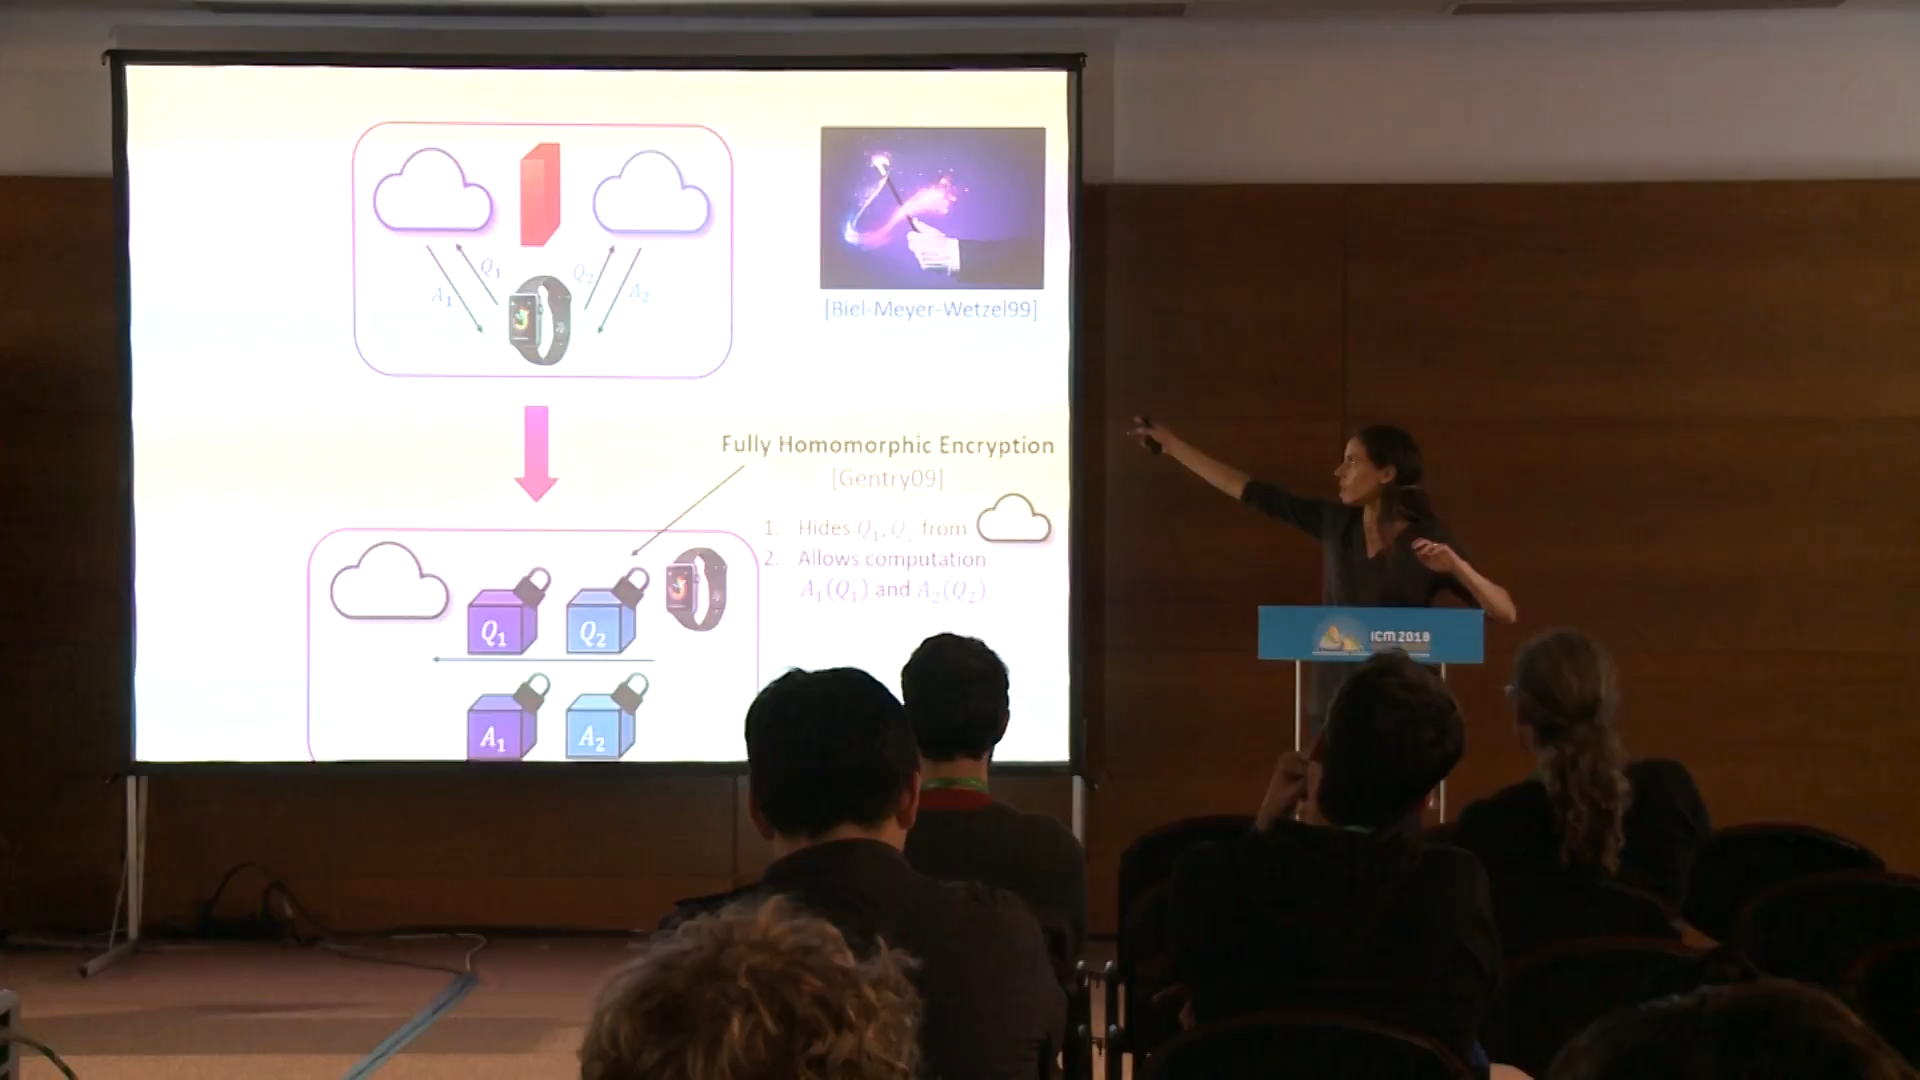 Q₁
Q₂
A₁
A₂
[Biel-Meyer-Wetzel99]
Fully Homomorphic Encryption
[Gentry09]
1. Hides Q₁, Q₂ from
2. Allows computation
A₁(Q₁) and A₂(Q₂)
Q₁
Q₂
A₁
A₂
ICM 2018